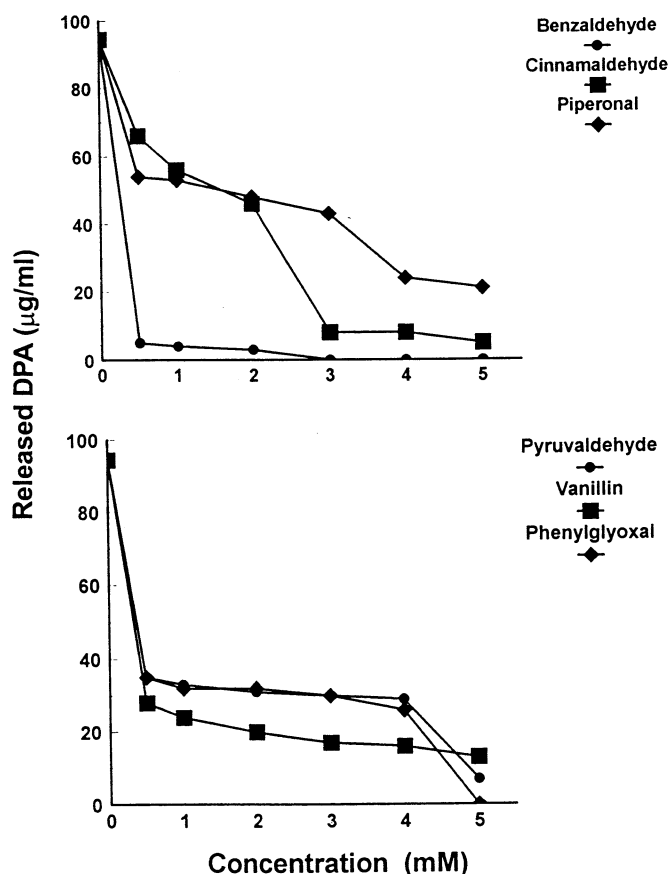 Benzaldehyde
Cinnamaldehyde
Piperonal
100
80
60
40
20
0
0 1 2 3 4 5
Released DPA (μg/ml)
Pyruvaldehyde
Vanillin
Phenylglyoxal
100
80
60
40
20
0
0 1 2 3 4 5
Concentration (mM)